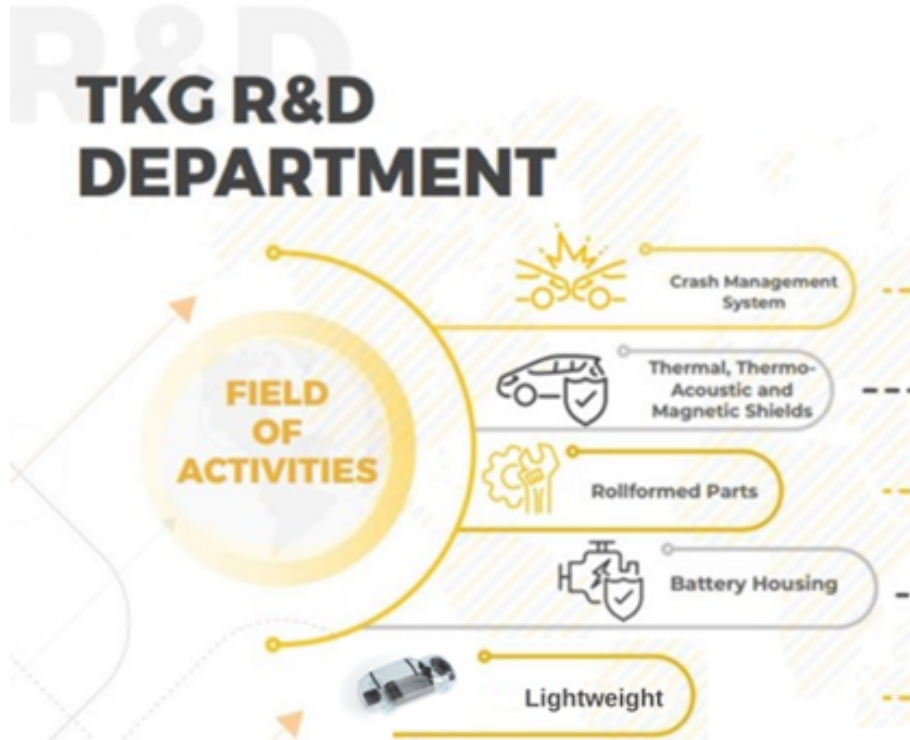 R&D
TKG R&D
DEPARTMENT
FIELD
OF
ACTIVITIES
Crash Management
System
Thermal, Thermo-
Acoustic and
Magnetic Shields
Rollformed Parts
Battery Housing
Lightweight